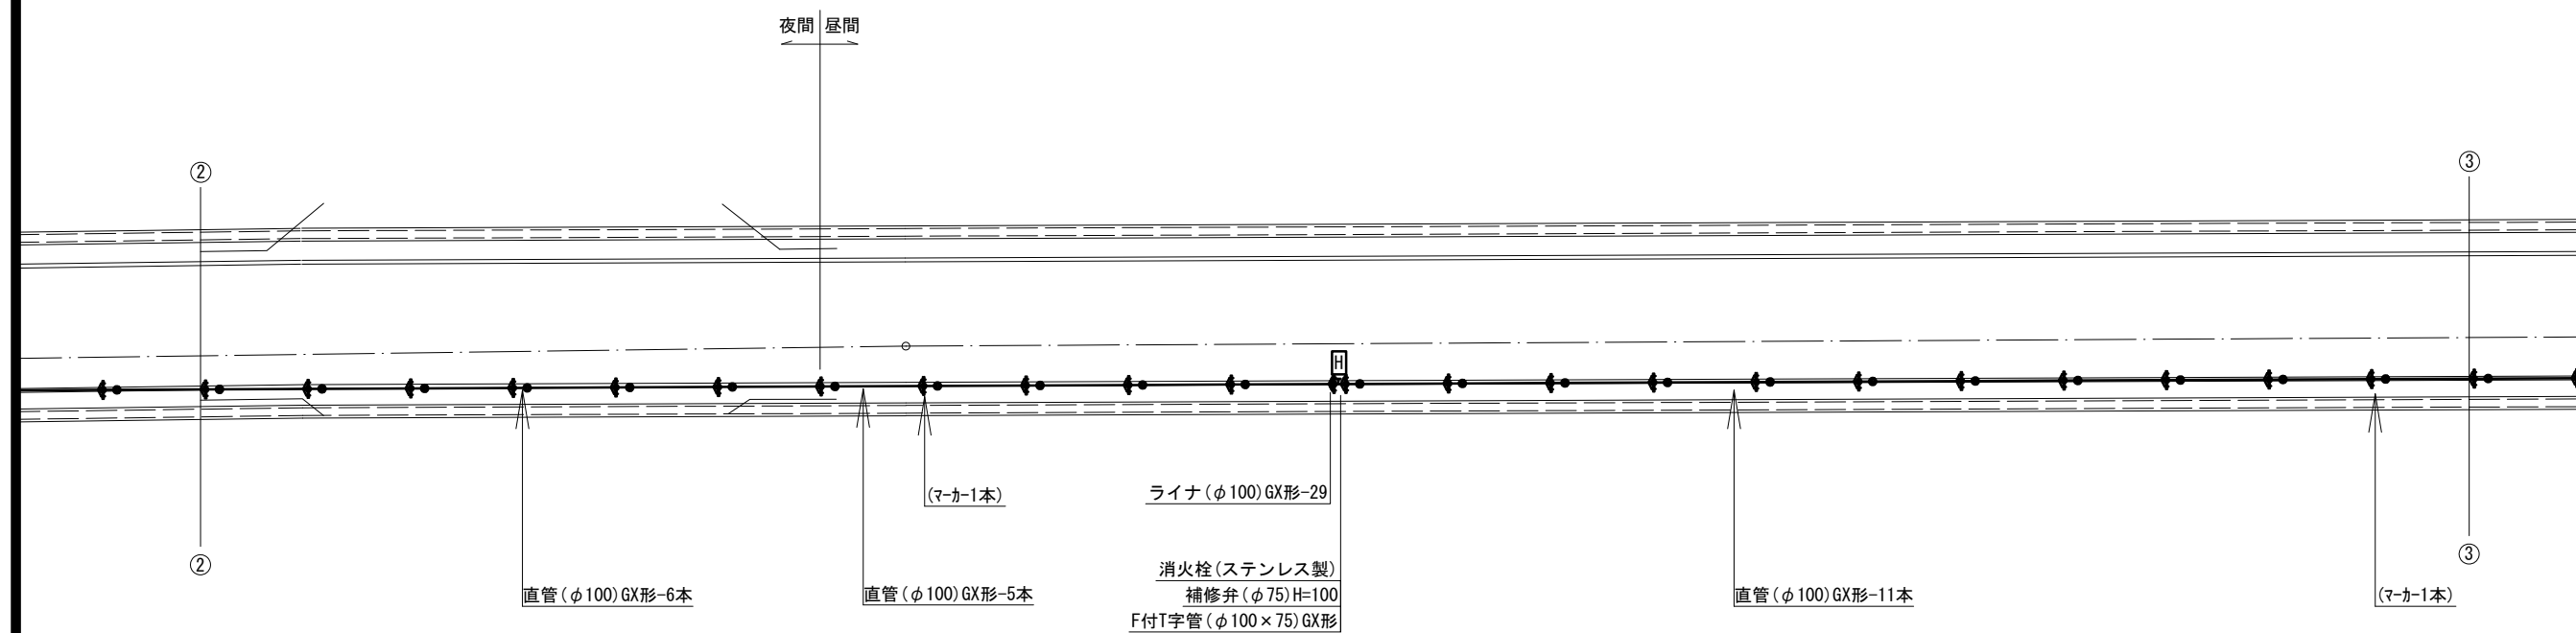 夜間 昼間
②
③
H
(ﾏｰｶｰ1本)
ライナ(φ100)GX形-29
消火栓(ステンレス製)
補修弁(φ75)H=100
F付T字管(φ100×75)GX形
②
③
直管(φ100)GX形-6本
直管(φ100)GX形-5本
直管(φ100)GX形-11本
(ﾏｰｶｰ1本)